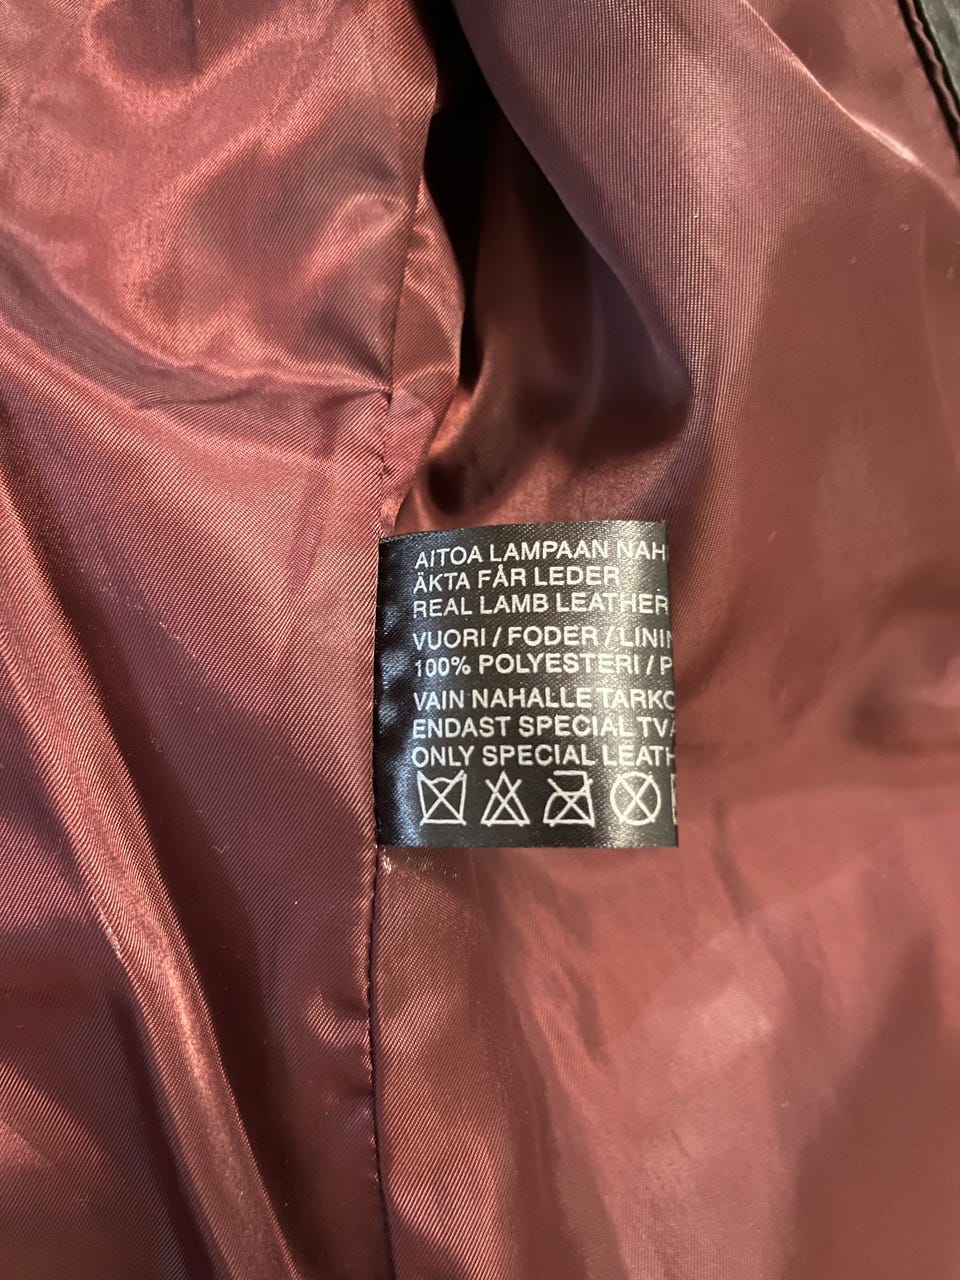 AITOA LAMPAAN NAH
ÄKTA FÅR LEDER
REAL LAMB LEATHER
VUORI / FODER / LININ
100% POLYESTERI / P
VAIN NAHALLE TARKO
ENDAST SPECIAL TVÄ
ONLY SPECIAL LEATH